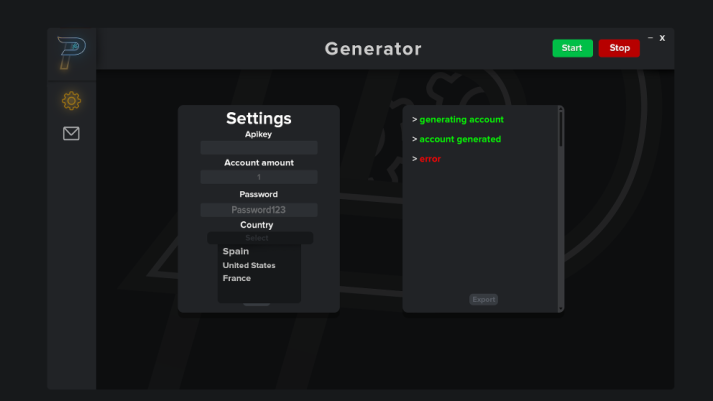 Generator
Start
Stop
– x
Settings
Apikey
Account amount
1
Password
Password123
Country
Select
Spain
United States
France
> generating account
> account generated
> error
Export